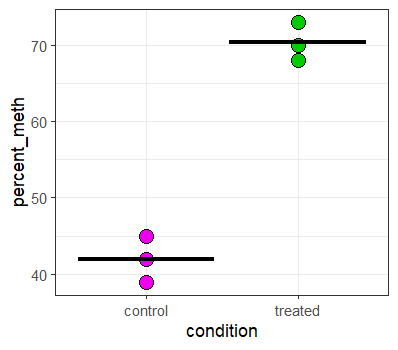 percent_meth
70
60
50
40
control treated
condition